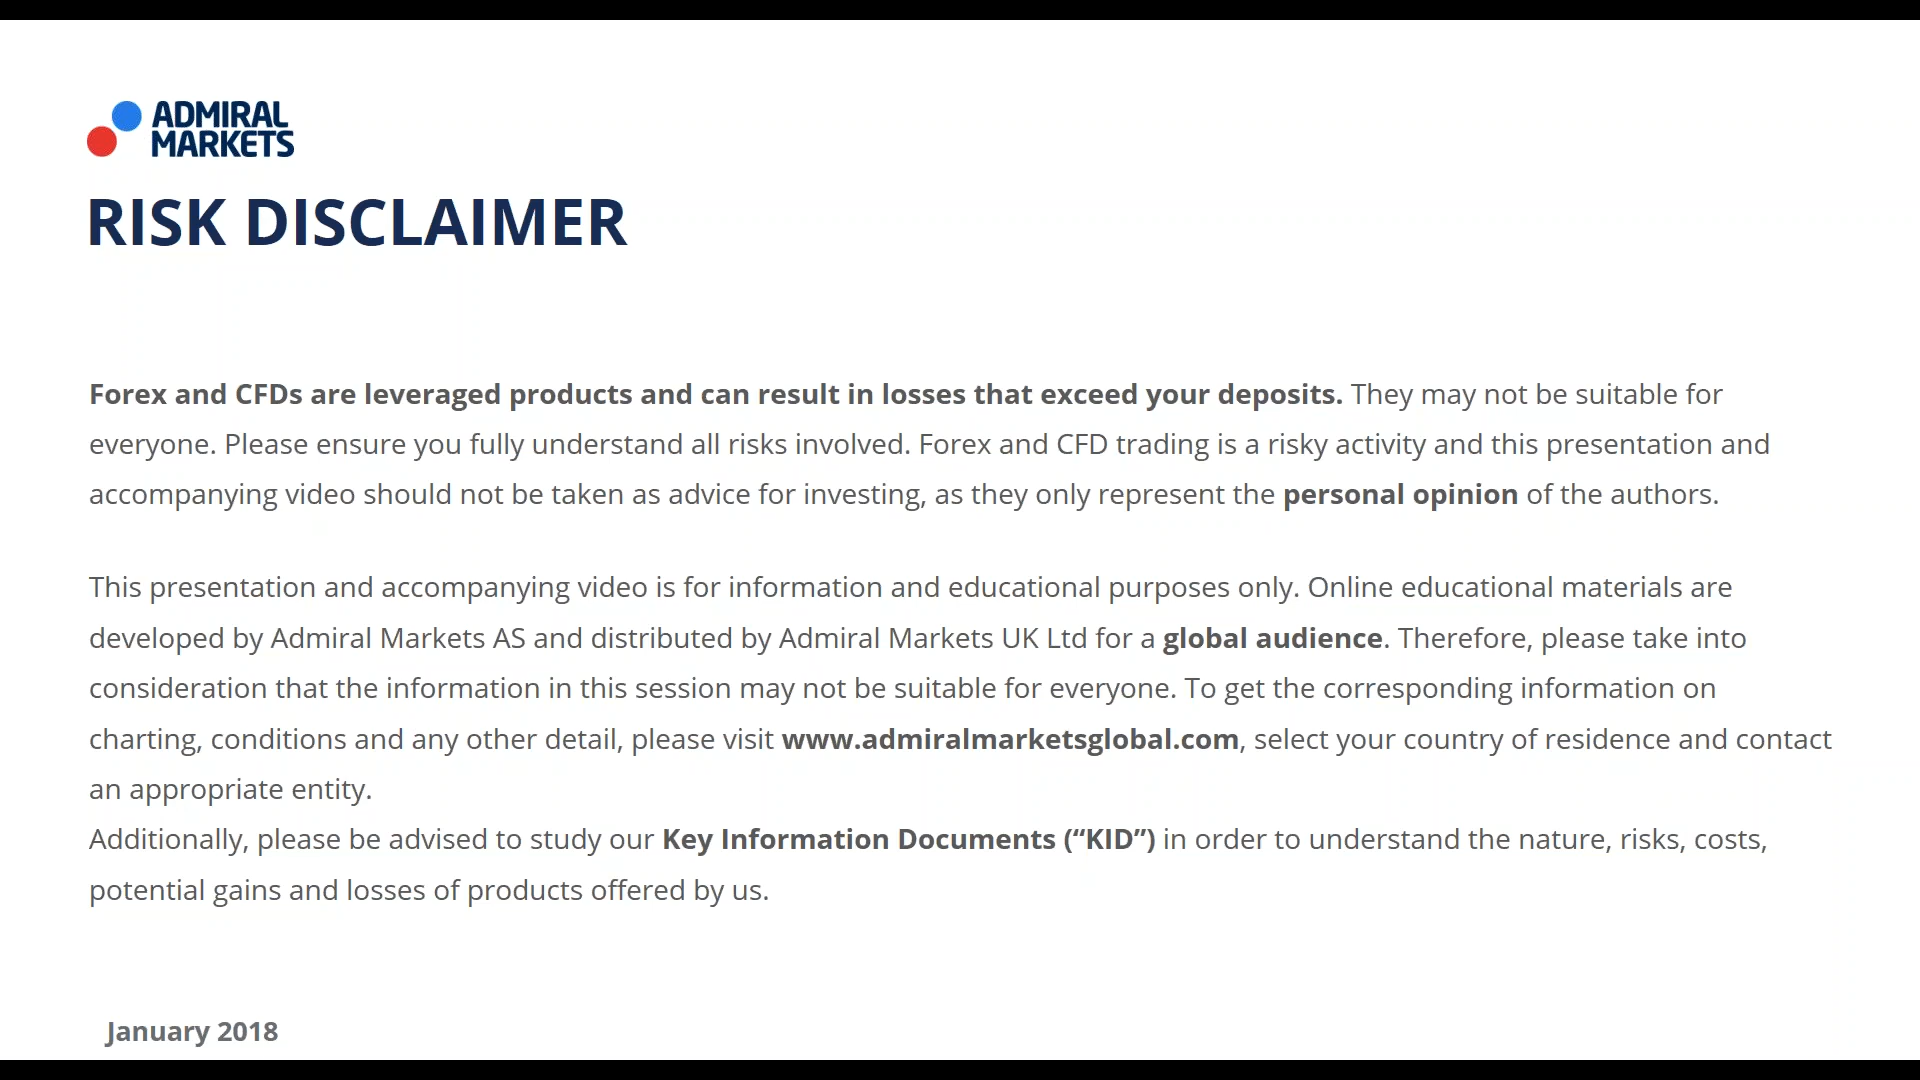 ADMIRAL
MARKETS
RISK DISCLAIMER
Forex and CFDs are leveraged products and can result in losses that exceed your deposits. They may not be suitable for
everyone. Please ensure you fully understand all risks involved. Forex and CFD trading is a risky activity and this presentation and
accompanying video should not be taken as advice for investing, as they only represent the personal opinion of the authors.
This presentation and accompanying video is for information and educational purposes only. Online educational materials are
developed by Admiral Markets AS and distributed by Admiral Markets UK Ltd for a global audience. Therefore, please take into
consideration that the information in this session may not be suitable for everyone. To get the corresponding information on
charting, conditions and any other detail, please visit www.admiralmarketsglobal.com, select your country of residence and contact
an appropriate entity.
Additionally, please be advised to study our Key Information Documents (“KID”) in order to understand the nature, risks, costs,
potential gains and losses of products offered by us.
January 2018